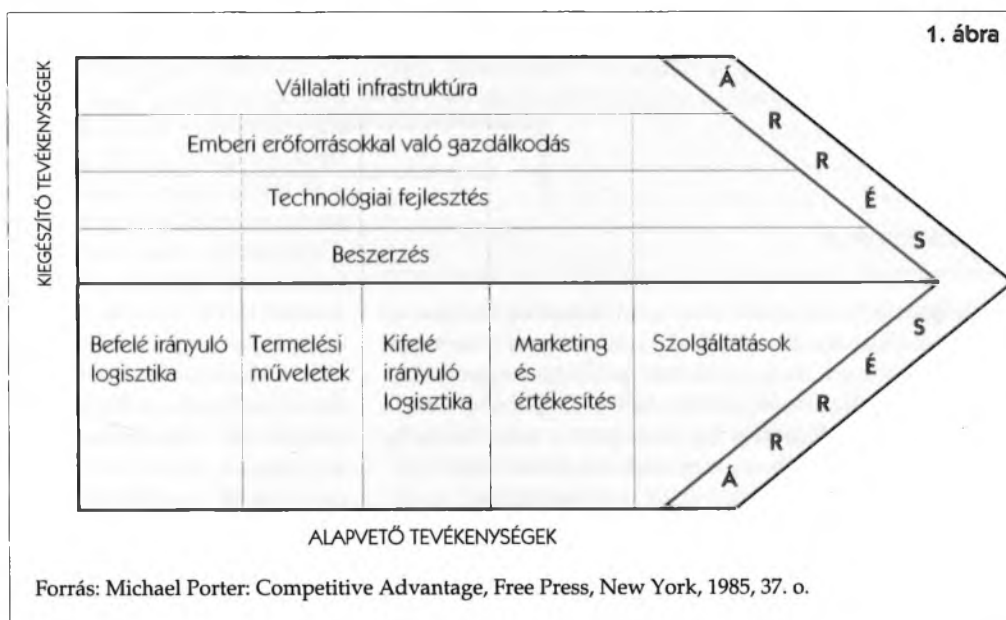 1. ábra
KIEGÉSZÍTŐ TEVÉKENYSÉGEK
Vállalati infrastruktúra
Emberi erőforrásokkal való gazdálkodás
Technológiai fejlesztés
Beszerzés
Á R R É S
Befelé irányuló
logisztika
Termelési
műveletek
Kifelé
irányuló
logisztika
Marketing
és
értékesítés
Szolgáltatások
Á R R É S
ALAPVETŐ TEVÉKENYSÉGEK
Forrás: Michael Porter: Competitive Advantage, Free Press, New York, 1985, 37. o.